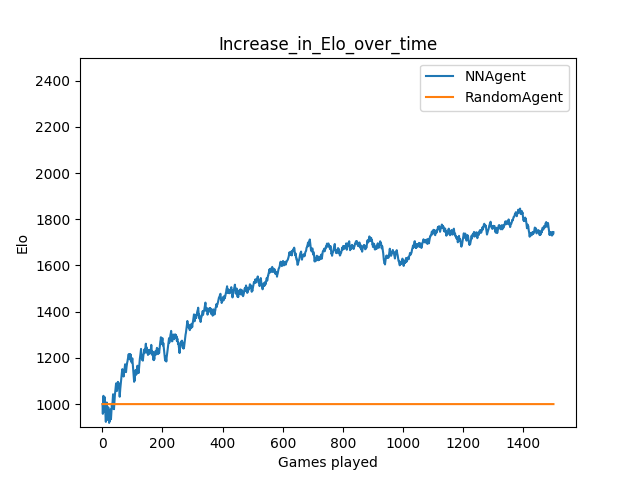 Increase_in_Elo_over_time
NNAgent
RandomAgent
2400
2200
2000
1800
1600
1400
1200
1000
Elo
0 200 400 600 800 1000 1200 1400
Games played